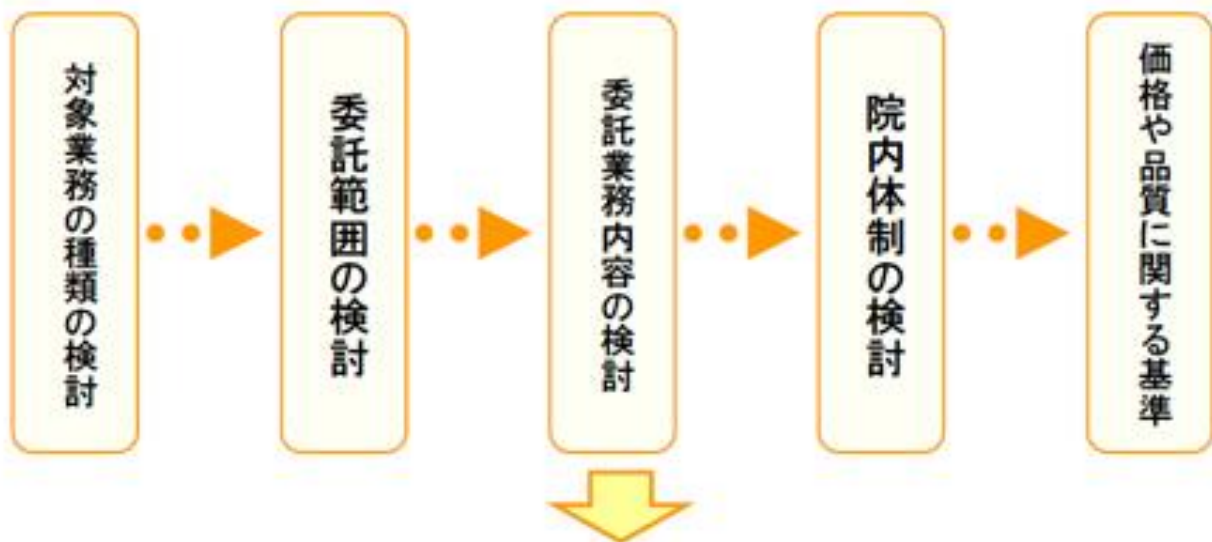 対象業務の種類の検討
委託範囲の検討
委託業務内容の検討
院内体制の検討
価格や品質に関する基準